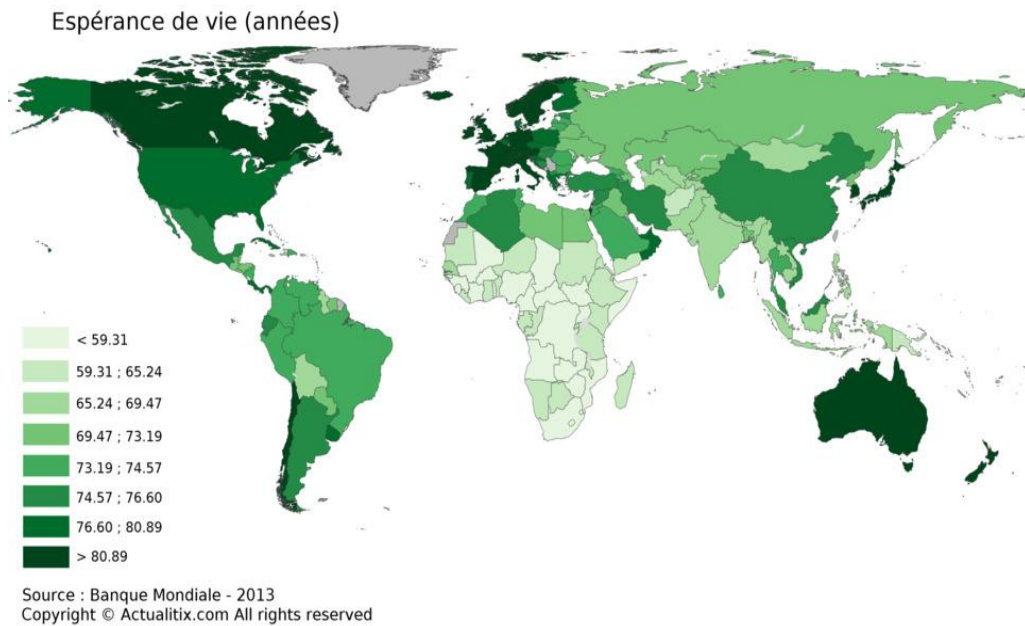 Espérance de vie (années)
< 59.31
59.31 ; 65.24
65.24 ; 69.47
69.47 ; 73.19
73.19 ; 74.57
74.57 ; 76.60
76.60 ; 80.89
> 80.89
Source : Banque Mondiale - 2013
Copyright © Actualitix.com All rights reserved